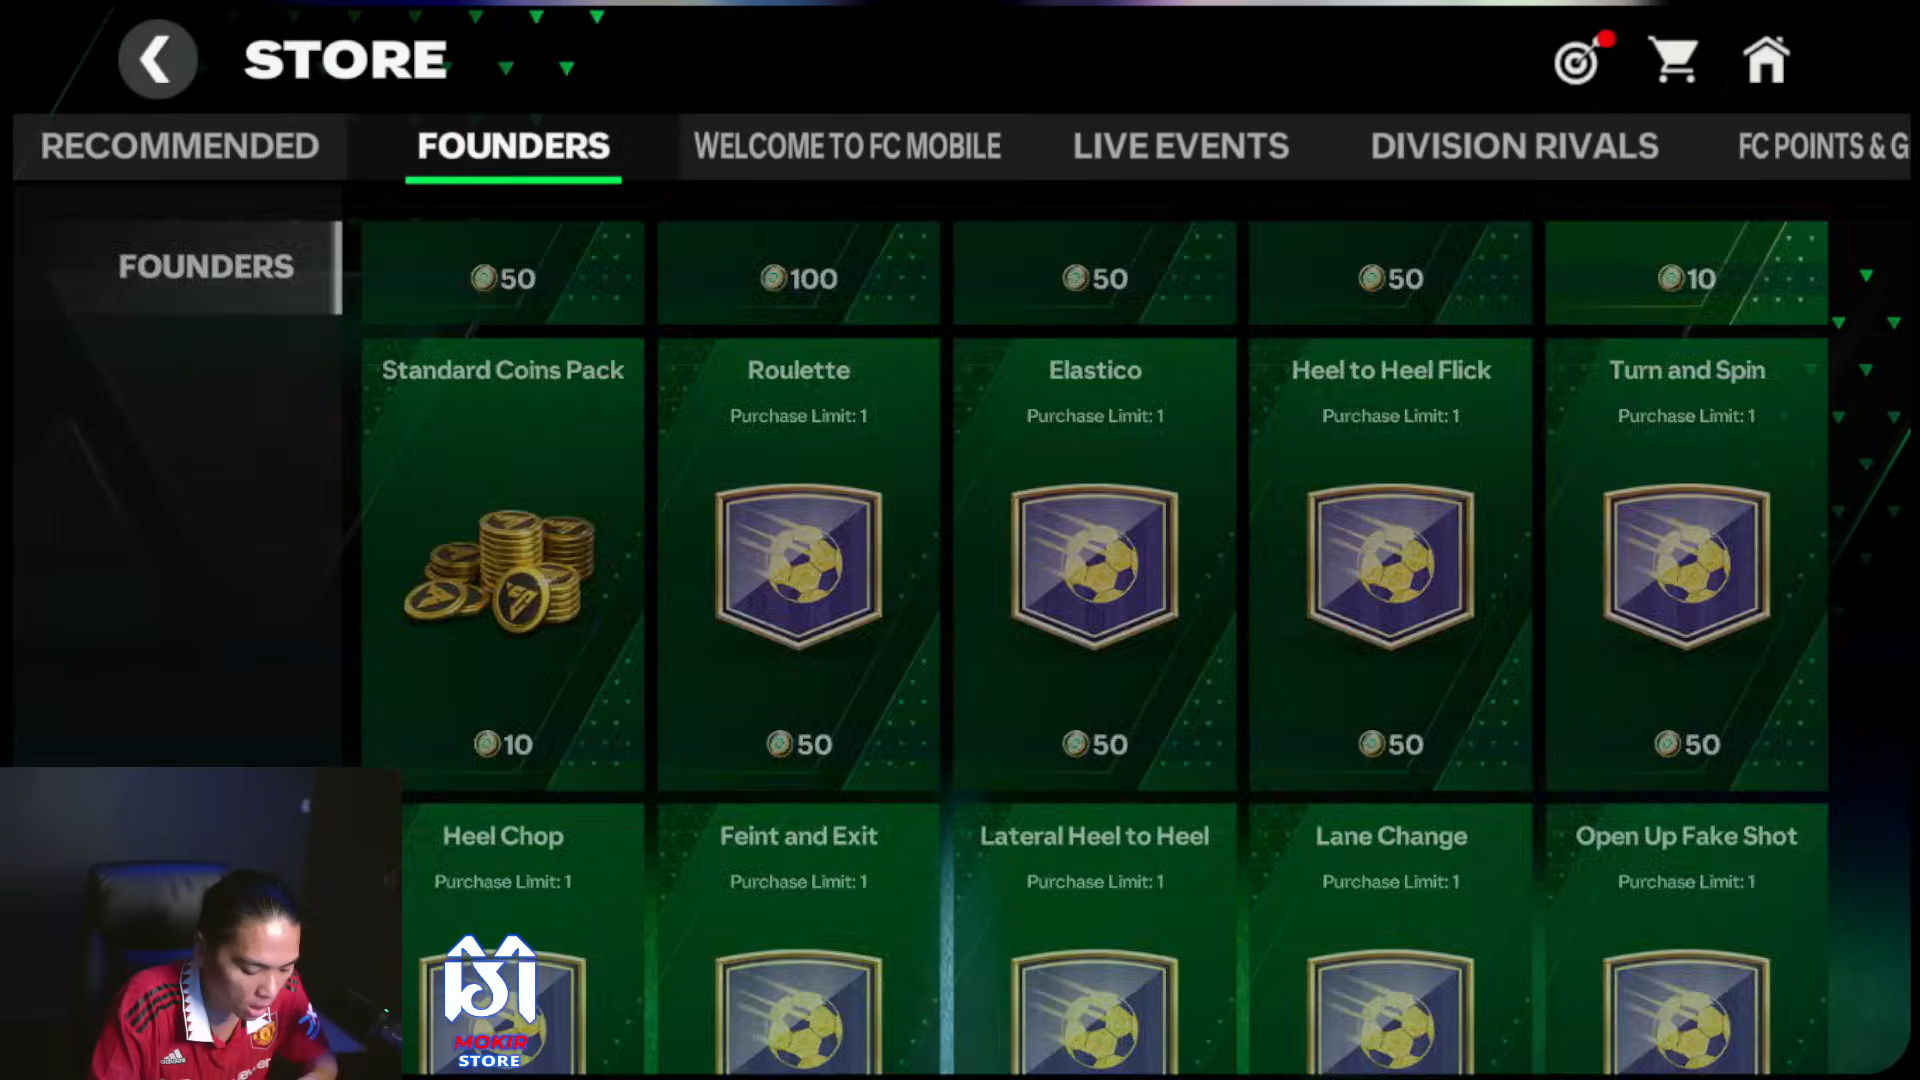 STORE
RECOMMENDED
FOUNDERS
WELCOME TO FC MOBILE
LIVE EVENTS
DIVISION RIVALS
FC POINTS & G
FOUNDERS
50
100
50
50
10
Standard Coins Pack
Roulette
Elastico
Heel to Heel Flick
Turn and Spin
Purchase Limit: 1
Purchase Limit: 1
Purchase Limit: 1
Purchase Limit: 1
10
50
50
50
50
Heel Chop
Feint and Exit
Lateral Heel to Heel
Lane Change
Open Up Fake Shot
Purchase Limit: 1
Purchase Limit: 1
Purchase Limit: 1
Purchase Limit: 1
Purchase Limit: 1
MOKIR
STORE